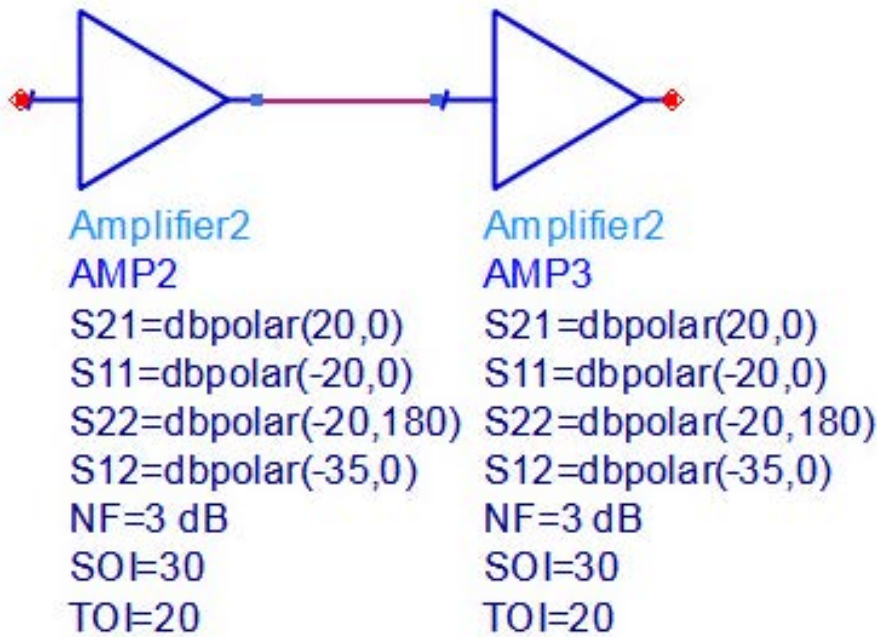 Amplifier2
AMP2
S21=dbpolar(20,0)
S11=dbpolar(-20,0)
S22=dbpolar(-20,180)
S12=dbpolar(-35,0)
NF=3 dB
SOI=30
TOI=20
Amplifier2
AMP3
S21=dbpolar(20,0)
S11=dbpolar(-20,0)
S22=dbpolar(-20,180)
S12=dbpolar(-35,0)
NF=3 dB
SOI=30
TOI=20